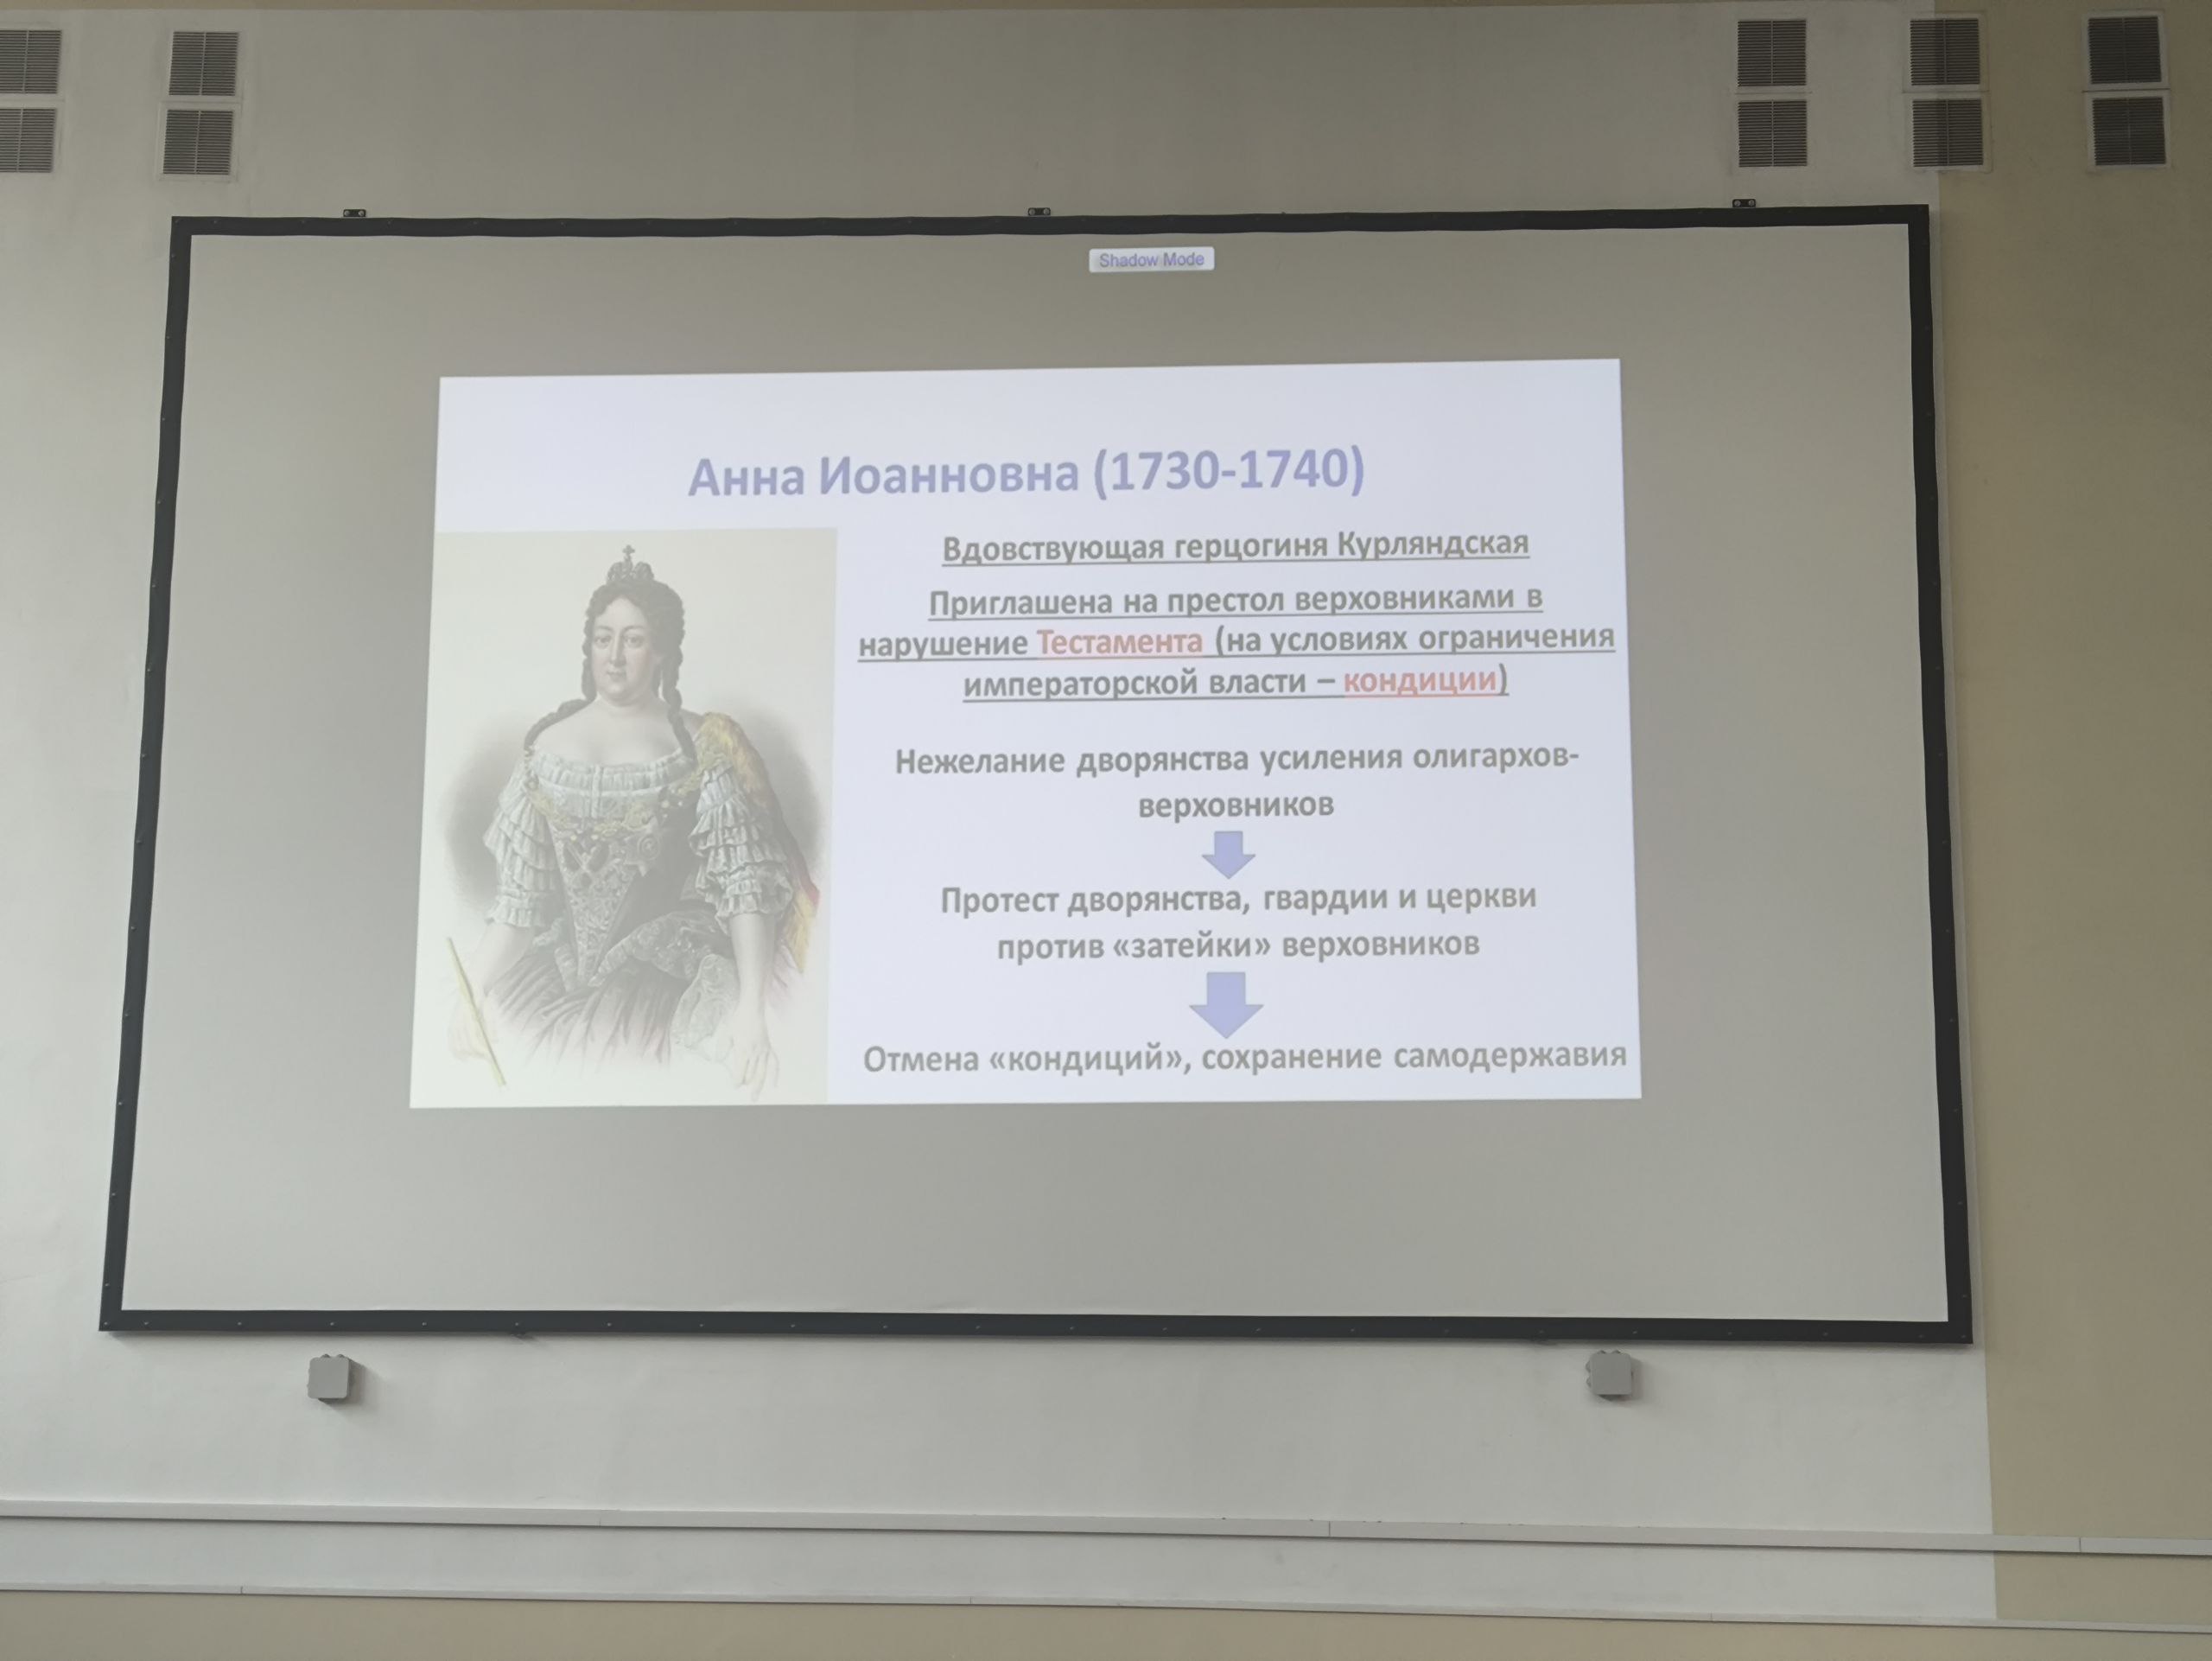 Shadow Mode
Анна Иоанновна (1730-1740)
Вдовствующая герцогиня Курляндская
Приглашена на престол верховниками в
нарушение Тестамента (на условиях ограничения
императорской власти – кондиции)
Нежелание дворянства усиления олигархов-
верховников
Протест дворянства, гвардии и церкви
против «затейки» верховников
Отмена «кондиций», сохранение самодержавия